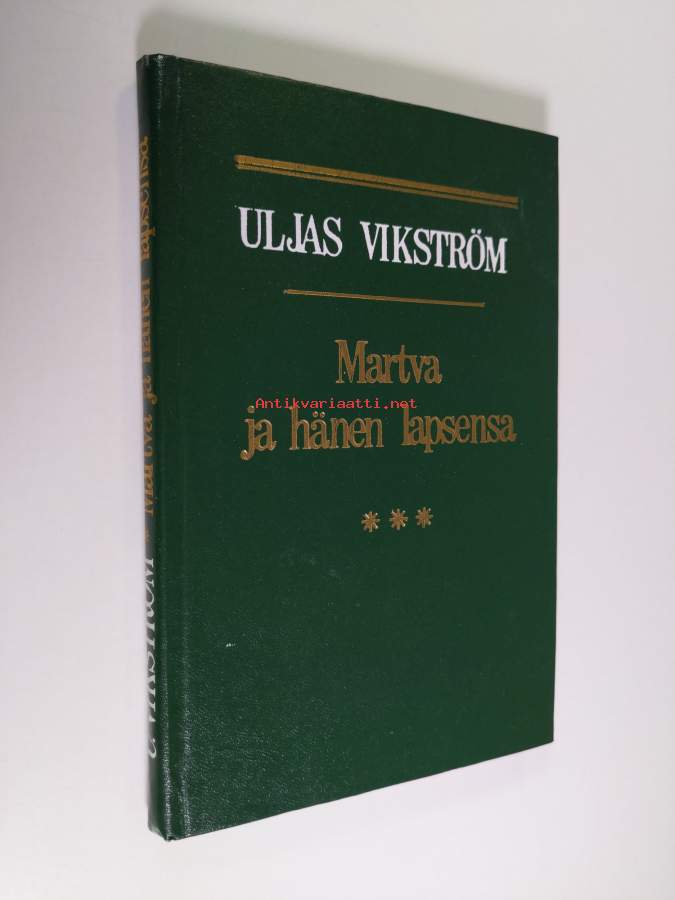 ULJAS VIKSTRÖM
Martva
ja hänen lapsensa
***
Antikvariaatti.net
U. VIKSTRÖM * Martva ja hänen lapsensa